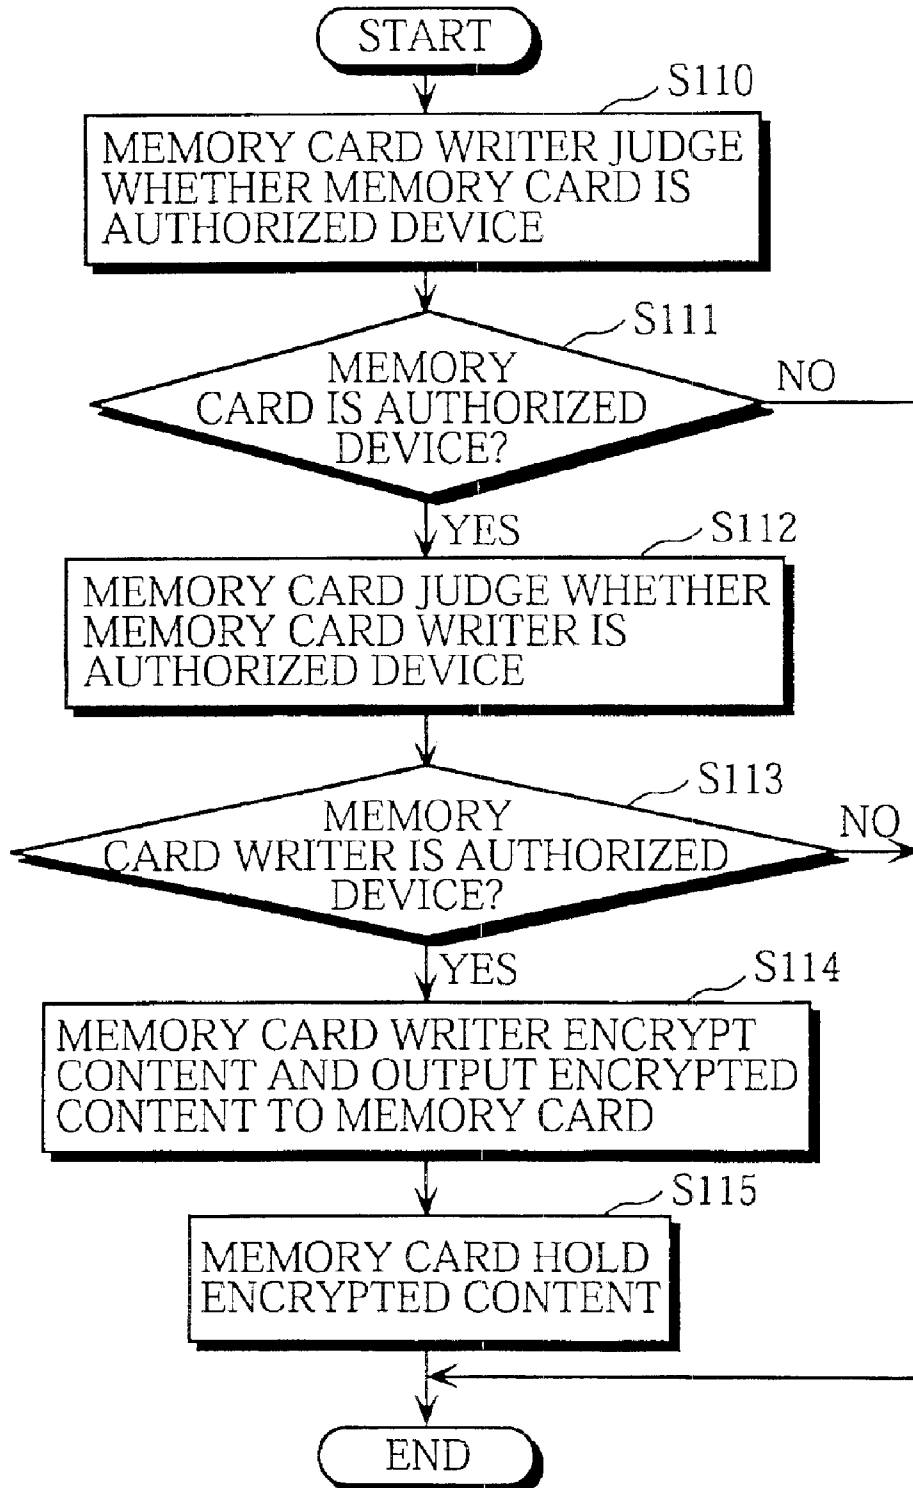 START
S110
MEMORY CARD WRITER JUDGE
WHETHER MEMORY CARD IS
AUTHORIZED DEVICE
S111
MEMORY
CARD IS AUTHORIZED
DEVICE?
NO
YES
S112
MEMORY CARD JUDGE WHETHER
MEMORY CARD WRITER IS
AUTHORIZED DEVICE
S113
MEMORY
CARD WRITER IS AUTHORIZED
DEVICE?
NO
YES
S114
MEMORY CARD WRITER ENCRYPT
CONTENT AND OUTPUT ENCRYPTED
CONTENT TO MEMORY CARD
S115
MEMORY CARD HOLD
ENCRYPTED CONTENT
END